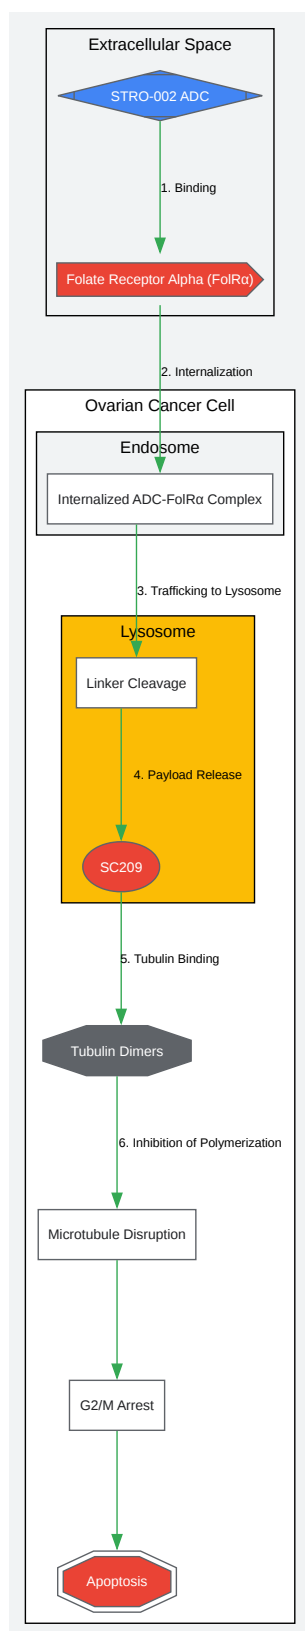 Extracellular Space
STRO-002 ADC
1. Binding
Folate Receptor Alpha (FolRα)
2. Internalization
Ovarian Cancer Cell
Endosome
Internalized ADC-FolRα Complex
3. Trafficking to Lysosome
Lysosome
Linker Cleavage
4. Payload Release
SC209
5. Tubulin Binding
Tubulin Dimers
6. Inhibition of Polymerization
Microtubule Disruption
G2/M Arrest
Apoptosis